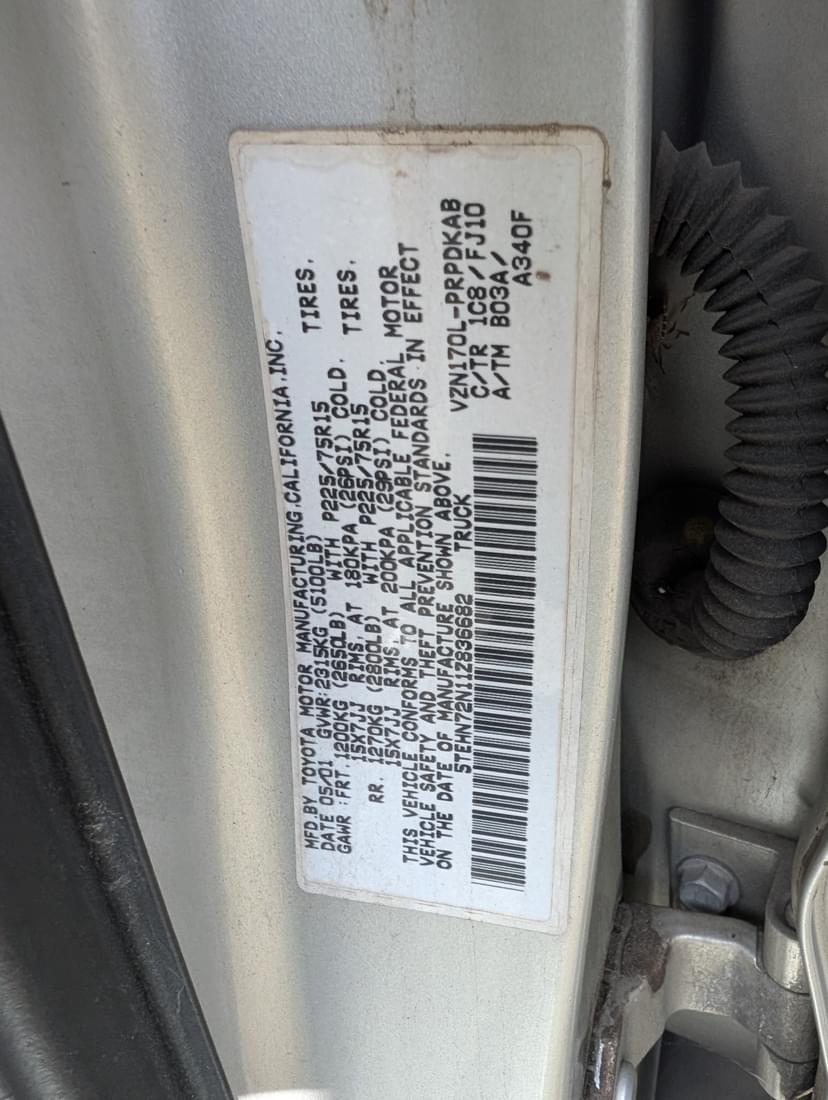 MFD.BY TOYOTA MOTOR MANUFACTURING,CALIFORNIA,INC.
DATE 05/01 GVWR:2315KG (5100LB)
GAWR :FRT.1200KG (2650LB) WITH P225/75R15 TIRES,
15X7JJ RIMS, AT 180KPA (26PSI) COLD.
RR. 1270KG (2800LB) WITH P225/75R15 TIRES,
15X7JJ RIMS, AT 200KPA (29PSI) COLD.
THIS VEHICLE CONFORMS TO ALL APPLICABLE FEDERAL MOTOR
VEHICLE SAFETY AND THEFT PREVENTION STANDARDS IN EFFECT
ON THE DATE OF MANUFACTURE SHOWN ABOVE.
5TEHN72N11Z836682 TRUCK
VZN170L-PRPDKAB
C/TR 1C8/FJ10
A/TM B03A/
A340F